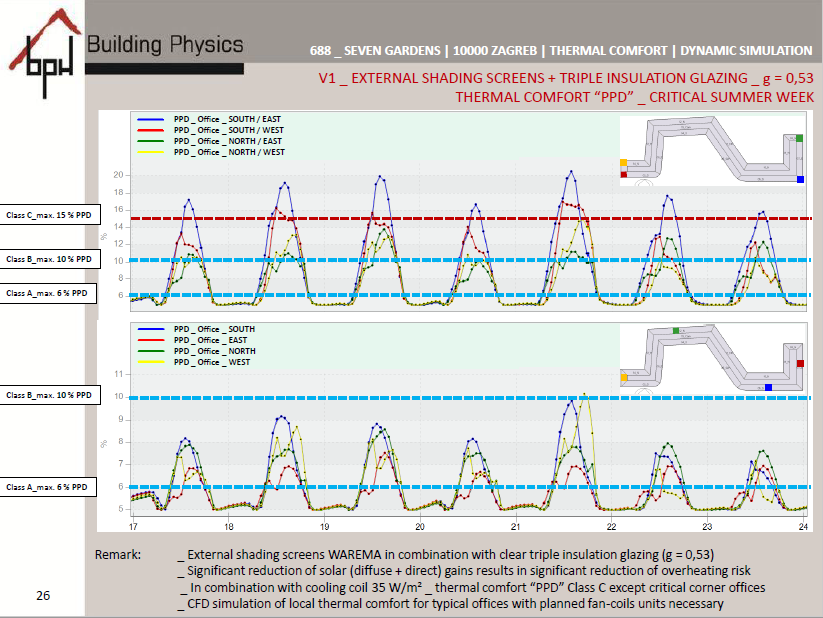 bph
Building Physics
688 _ SEVEN GARDENS | 10000 ZAGREB | THERMAL COMFORT | DYNAMIC SIMULATION
V1 _ EXTERNAL SHADING SCREENS + TRIPLE INSULATION GLAZING _ g = 0,53
THERMAL COMFORT “PPD” _ CRITICAL SUMMER WEEK
PPD _ Office _ SOUTH / EAST
PPD _ Office _ SOUTH / WEST
PPD _ Office _ NORTH / EAST
PPD _ Office _ NORTH / WEST
20
18
16
Class C_max. 15 % PPD
14
%
12
Class B_max. 10 % PPD
10
8
Class A_max. 6 % PPD
6
PPD _ Office _ SOUTH
PPD _ Office _ EAST
PPD _ Office _ NORTH
PPD _ Office _ WEST
11
Class B_max. 10 % PPD
10
9
%
8
7
Class A_max. 6 % PPD
6
5
17 18 19 20 21 22 23 24
Remark: _ External shading screens WAREMA in combination with clear triple insulation glazing (g = 0,53)
_ Significant reduction of solar (diffuse + direct) gains results in significant reduction of overheating risk
_ In combination with cooling coil 35 W/m² _ thermal comfort “PPD” Class C except critical corner offices
_ CFD simulation of local thermal comfort for typical offices with planned fan-coils units necessary
26